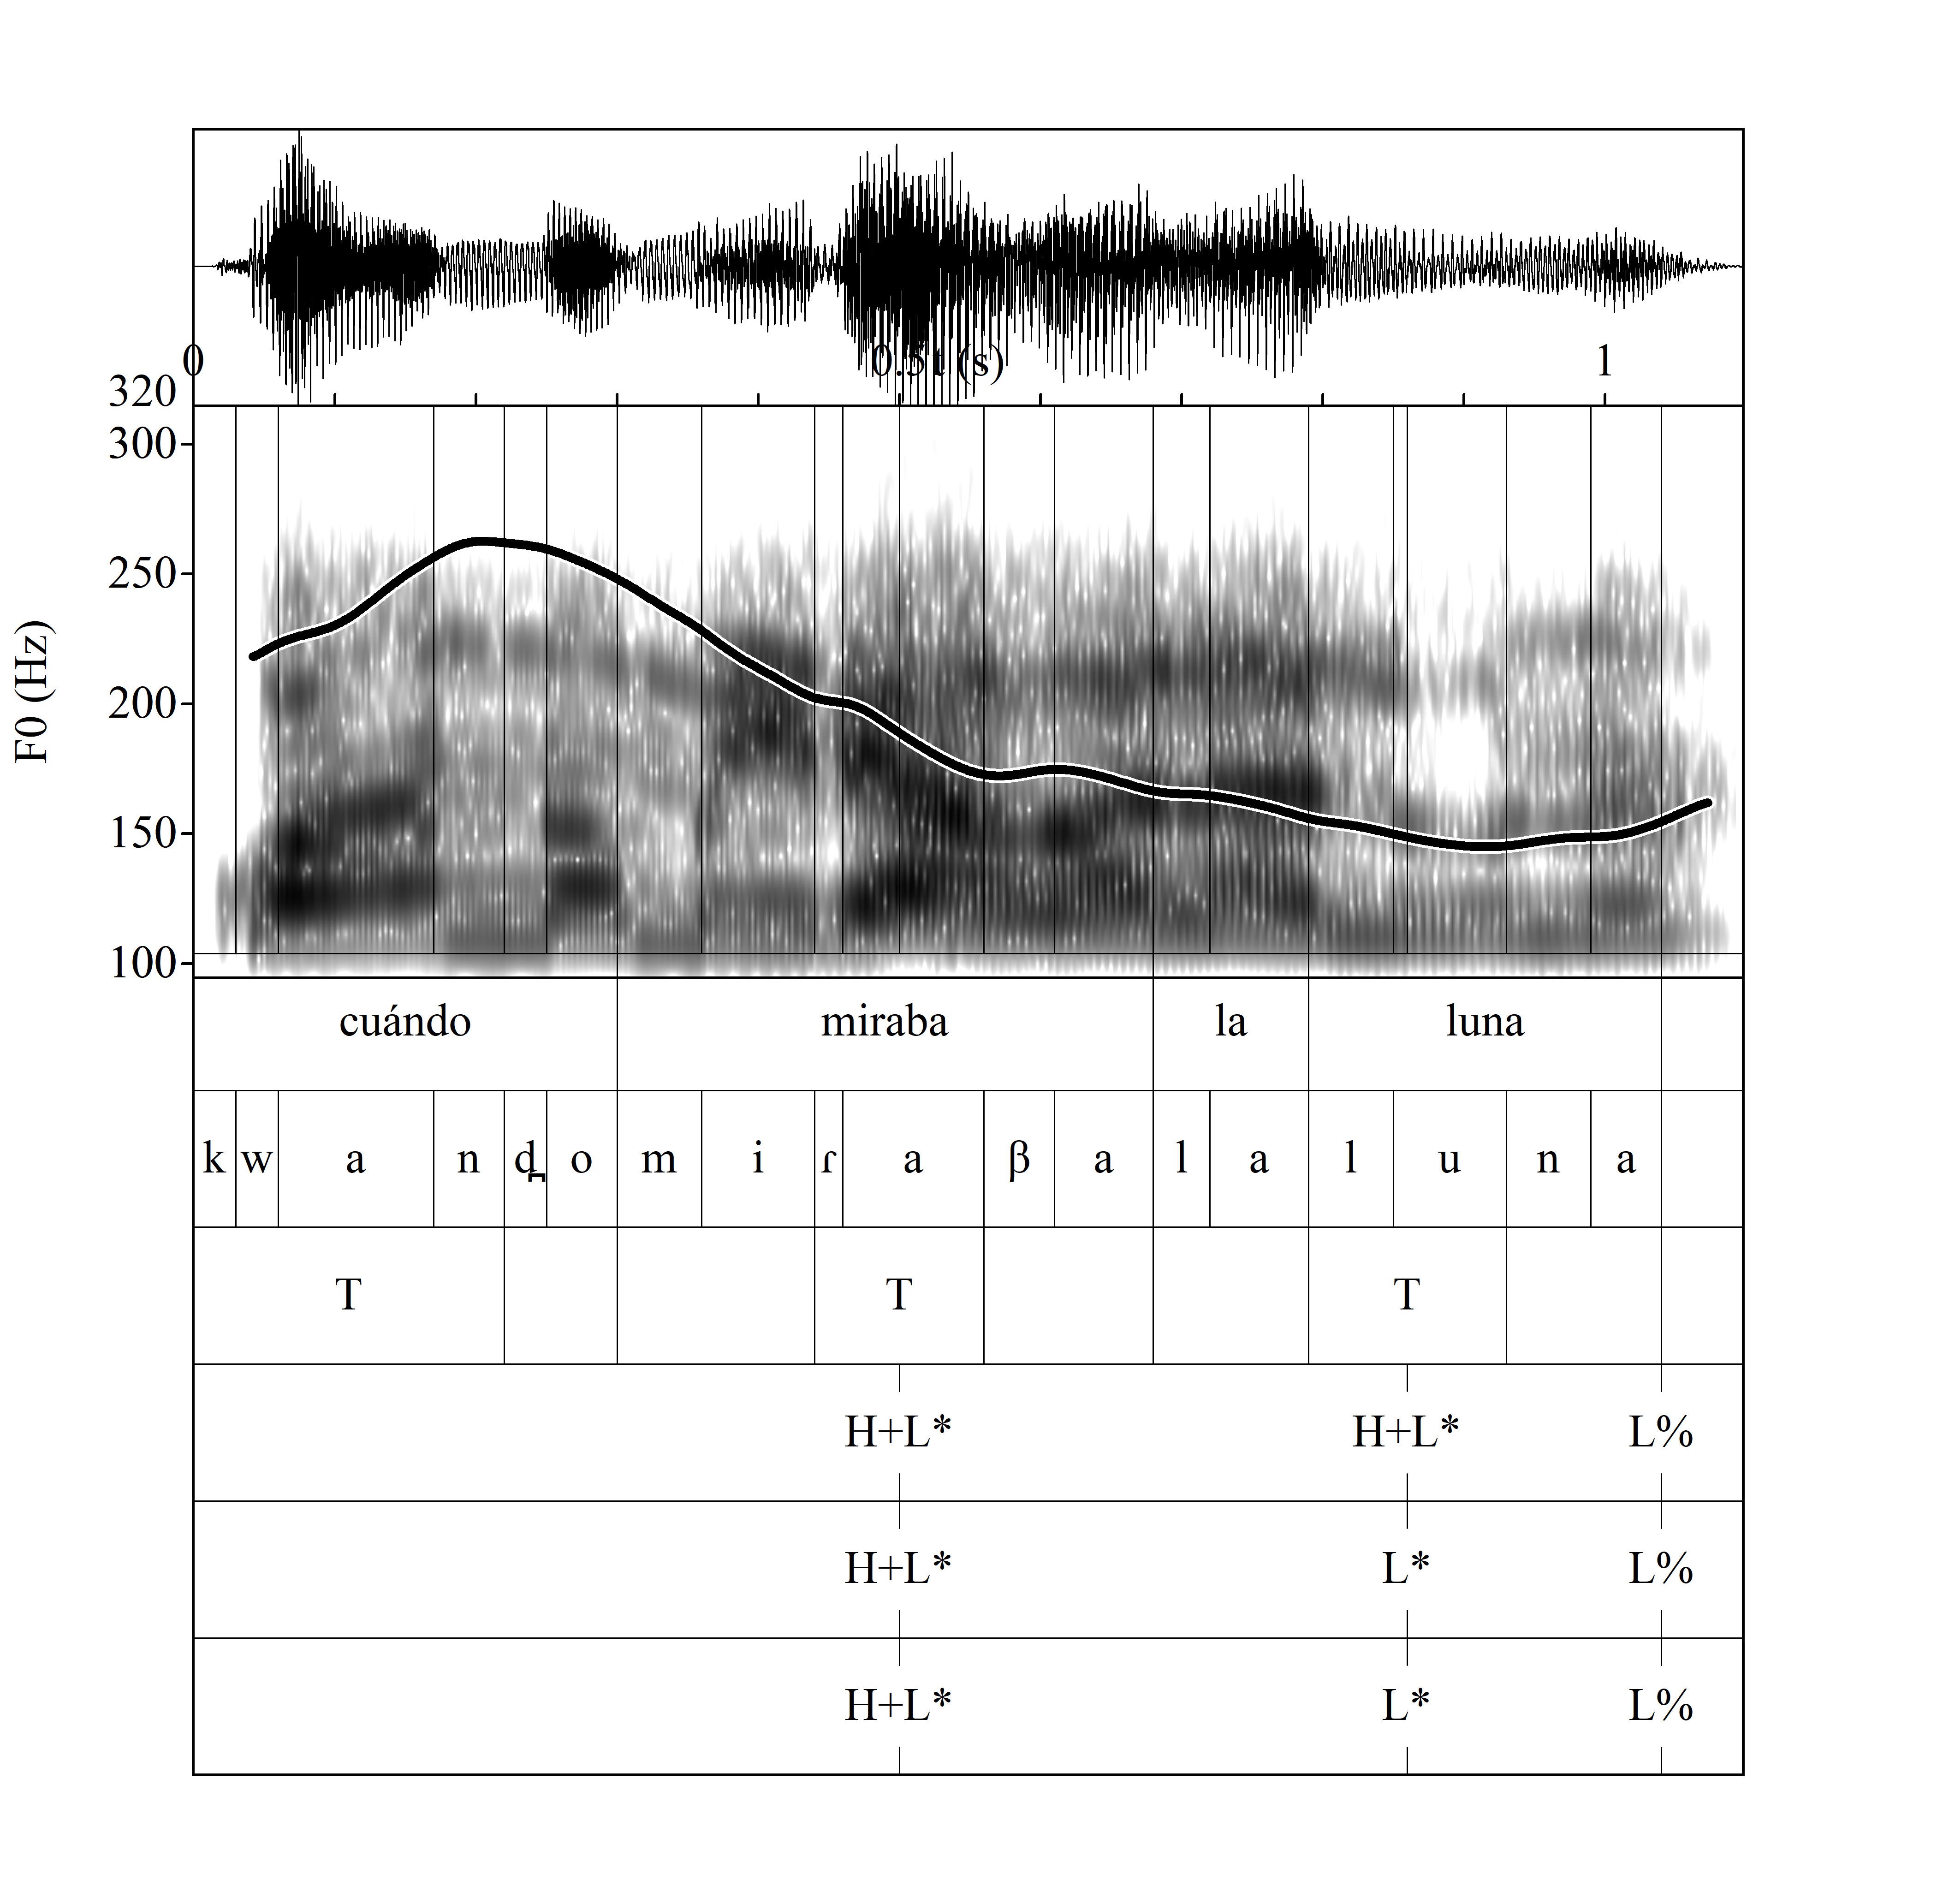 0 0.5 t (s) 1
320
300
250
200
150
100
F0 (Hz)
cuándo miraba la luna
k w a n d̪ o m i ɾ a β a l a l u n a
T T T
H+L* H+L* L%
H+L* L* L%
H+L* L* L%